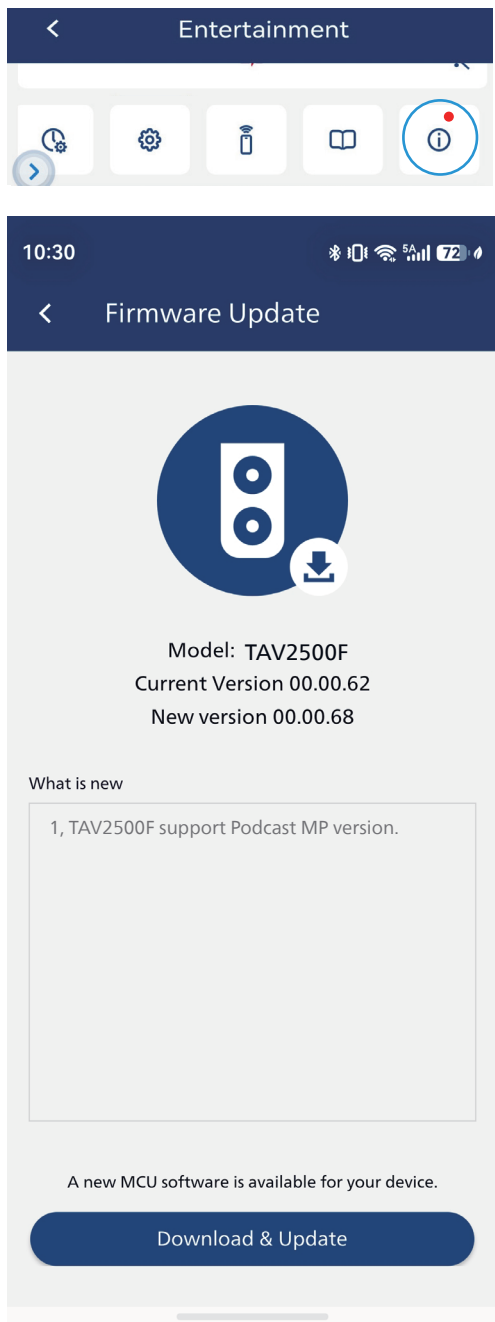 Entertainment
10:30
5A
72
Firmware Update
Model: TAV2500F
Current Version 00.00.62
New version 00.00.68
What is new
1, TAV2500F support Podcast MP version.
A new MCU software is available for your device.
Download & Update